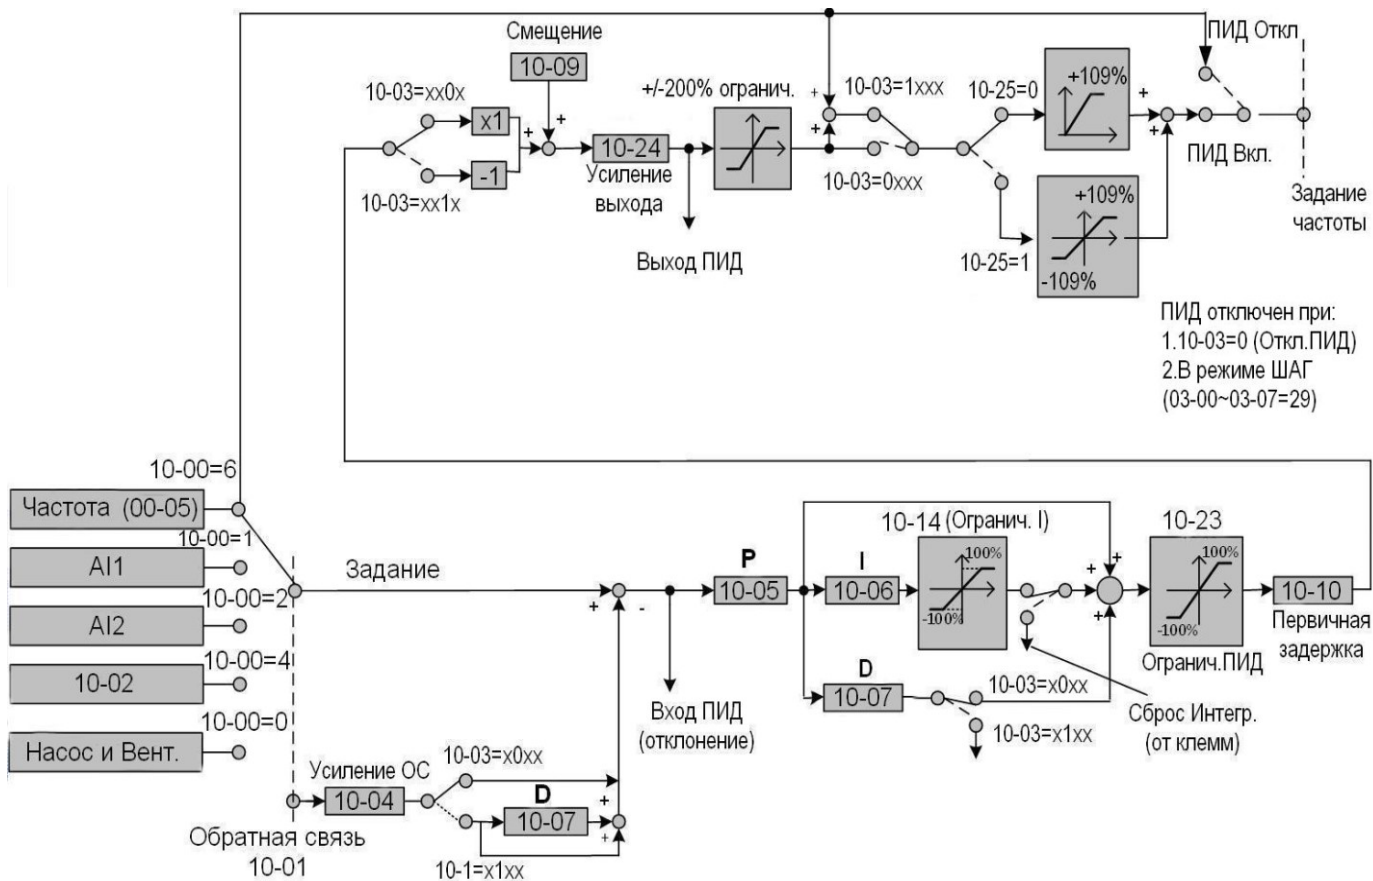 Смещение
10-09
ПИД Откл
10-03=xx0x
x1
+
+
+/-200% огранич.
+
+
10-03=1xxx
10-25=0
+109%
+
+
ПИД Вкл.
10-24
Усиление
выхода
10-03=xx1x
-1
10-03=0xxx
Выход ПИД
10-25=1
+109%
-109%
Задание
частоты
ПИД отключен при:
1.10-03=0 (Откл.ПИД)
2.В режиме ШАГ
(03-00~03-07=29)
10-00=6
Частота (00-05)
10-00=1
AI1
10-00=2
AI2
10-00=4
10-02
10-00=0
Насос и Вент.
Задание
+
-
P
10-05
I
10-06
10-14 (Огранич. I)
100%
-100%
+
+
+
10-23
100%
-100%
Огранич.ПИД
10-10
Первичная
задержка
D
10-07
10-03=x0xx
10-03=x1xx
Сброс Интегр.
(от клемм)
Вход ПИД
(отклонение)
Усиление ОС
10-04
10-03=x0xx
D
10-07
+
+
10-1=x1xx
Обратная связь
10-01